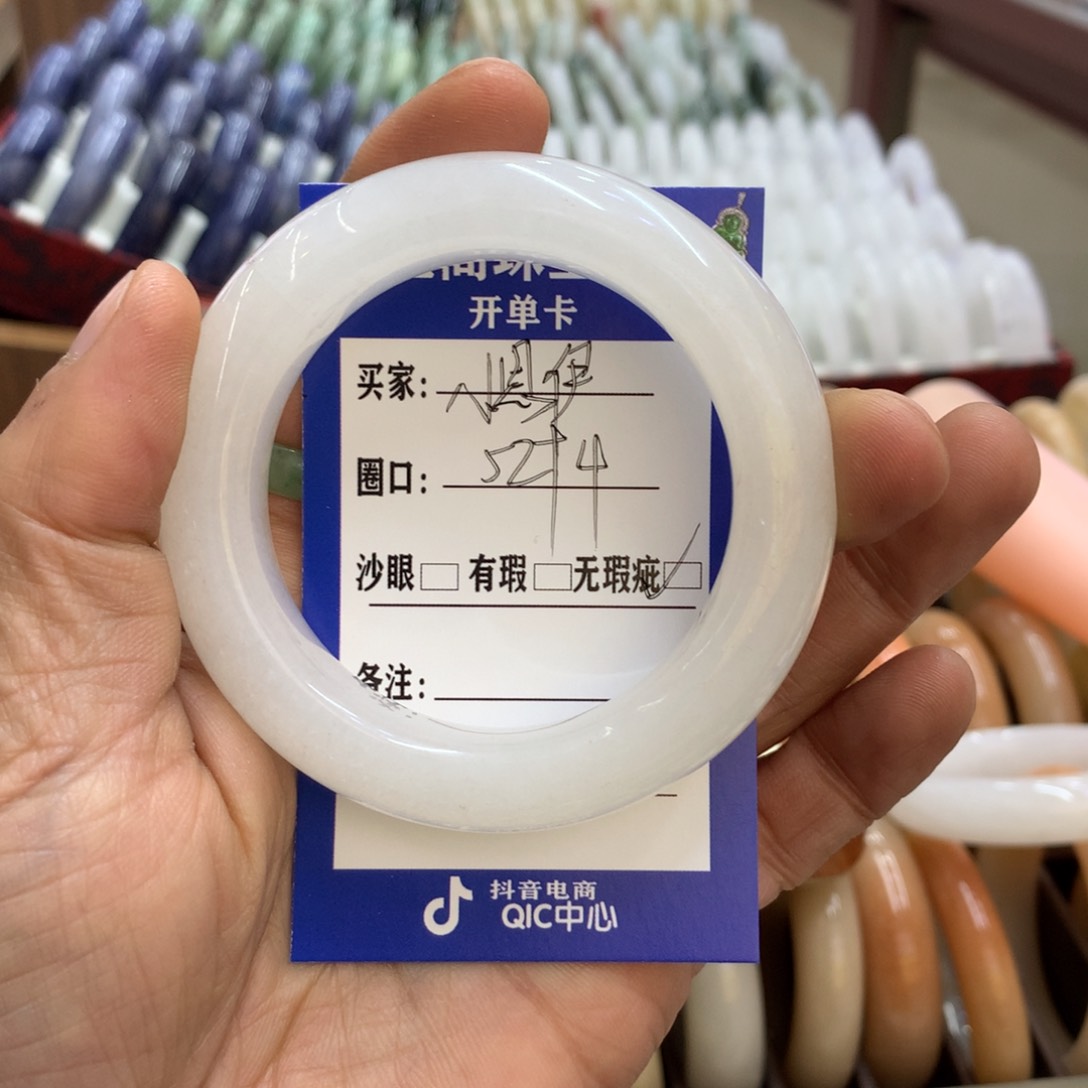 开单卡
买家：
圈口： 52
沙眼 有瑕 无瑕疵
备注：
抖音电商
QIC中心